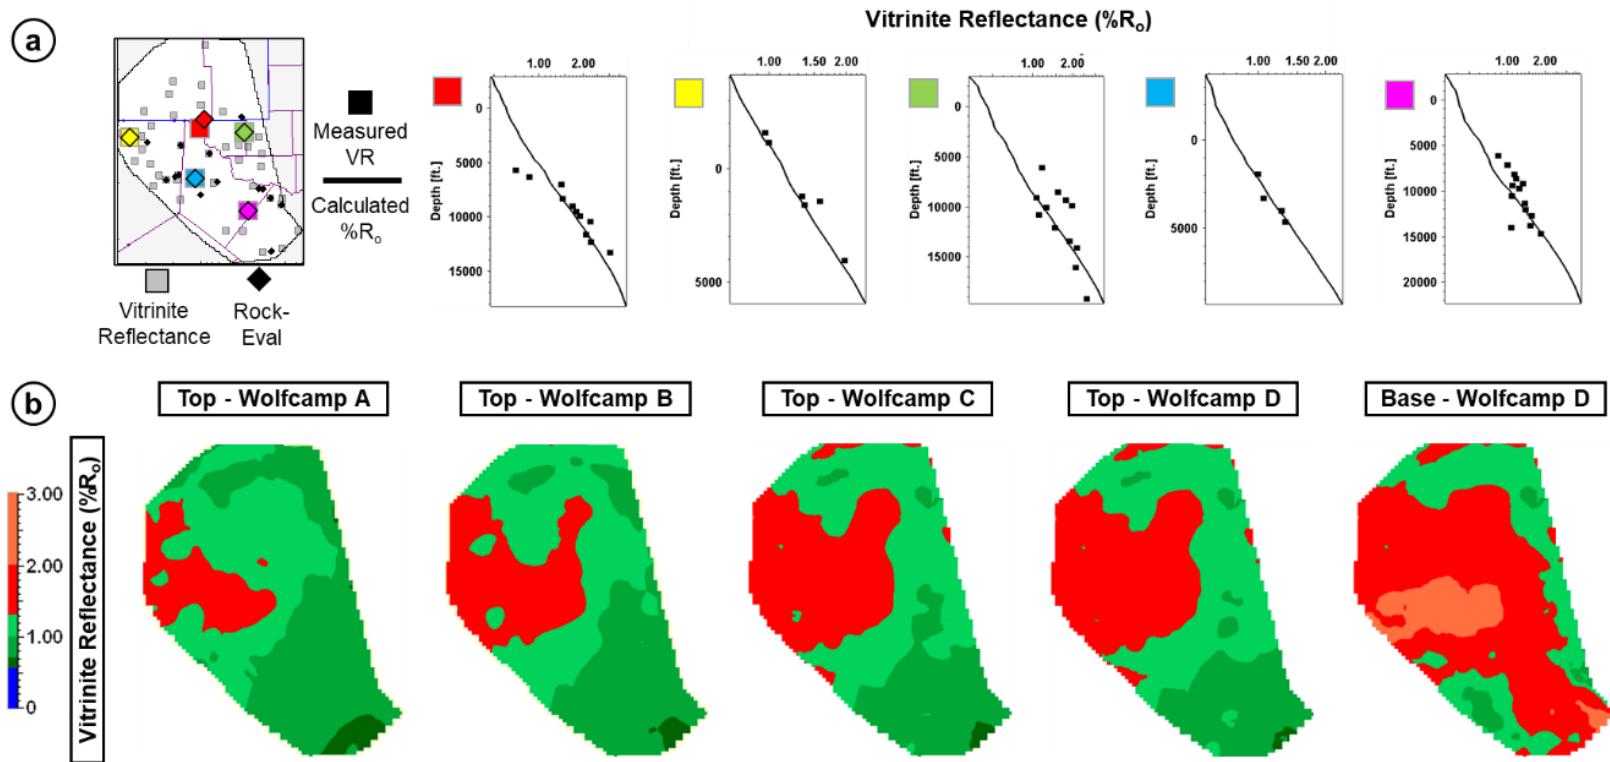 a
Vitrinite Reflectance (%Ro)
Measured
VR
Calculated
%Ro
Vitrinite
Reflectance
Rock-
Eval
1.00 2.00
Depth [ft.]
0
5000
10000
15000
1.00 1.50 2.00
Depth [ft.]
0
5000
1.00 2.00
Depth [ft.]
0
5000
10000
15000
1.00 1.50 2.00
Depth [ft.]
0
5000
1.00 2.00
Depth [ft.]
0
5000
10000
15000
20000
b
Top - Wolfcamp A
Top - Wolfcamp B
Top - Wolfcamp C
Top - Wolfcamp D
Base - Wolfcamp D
Vitrinite Reflectance (%Ro)
3.00
2.00
1.00
0